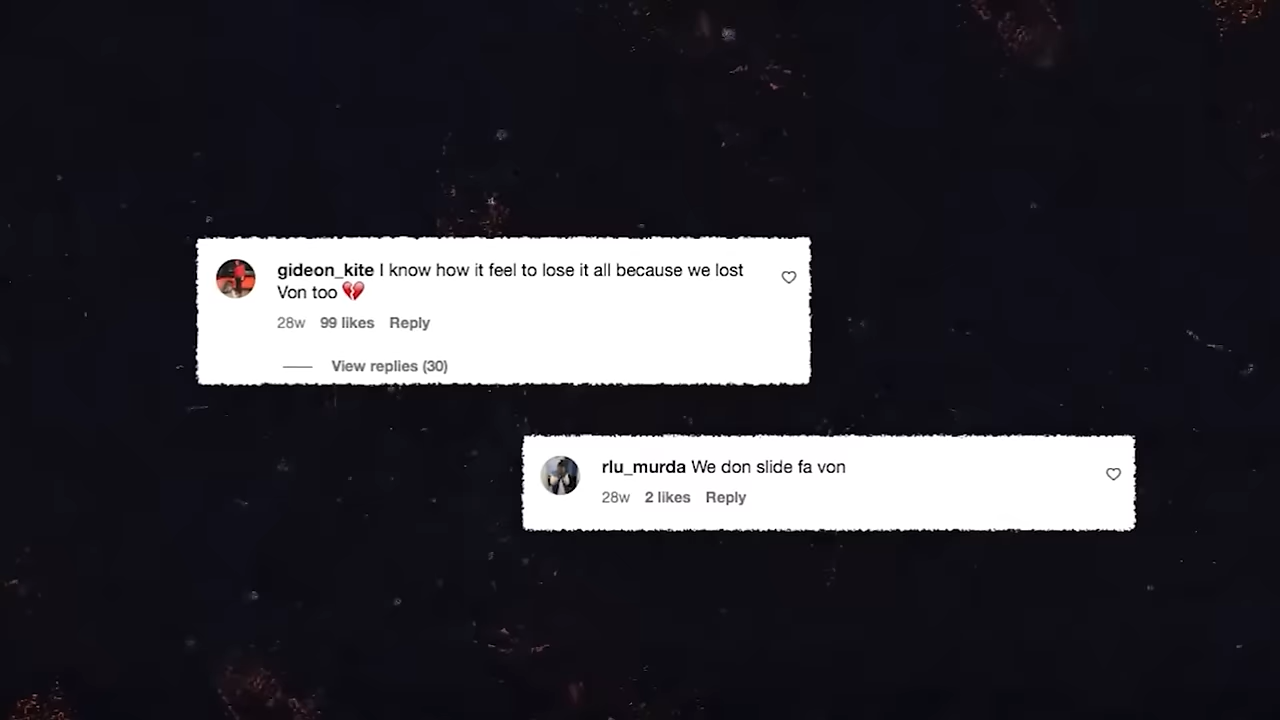 gideon_kite I know how it feel to lose it all because we lost
Von too 💔
28w 99 likes Reply
View replies (30)
rlu_murda We don slide fa von
28w 2 likes Reply